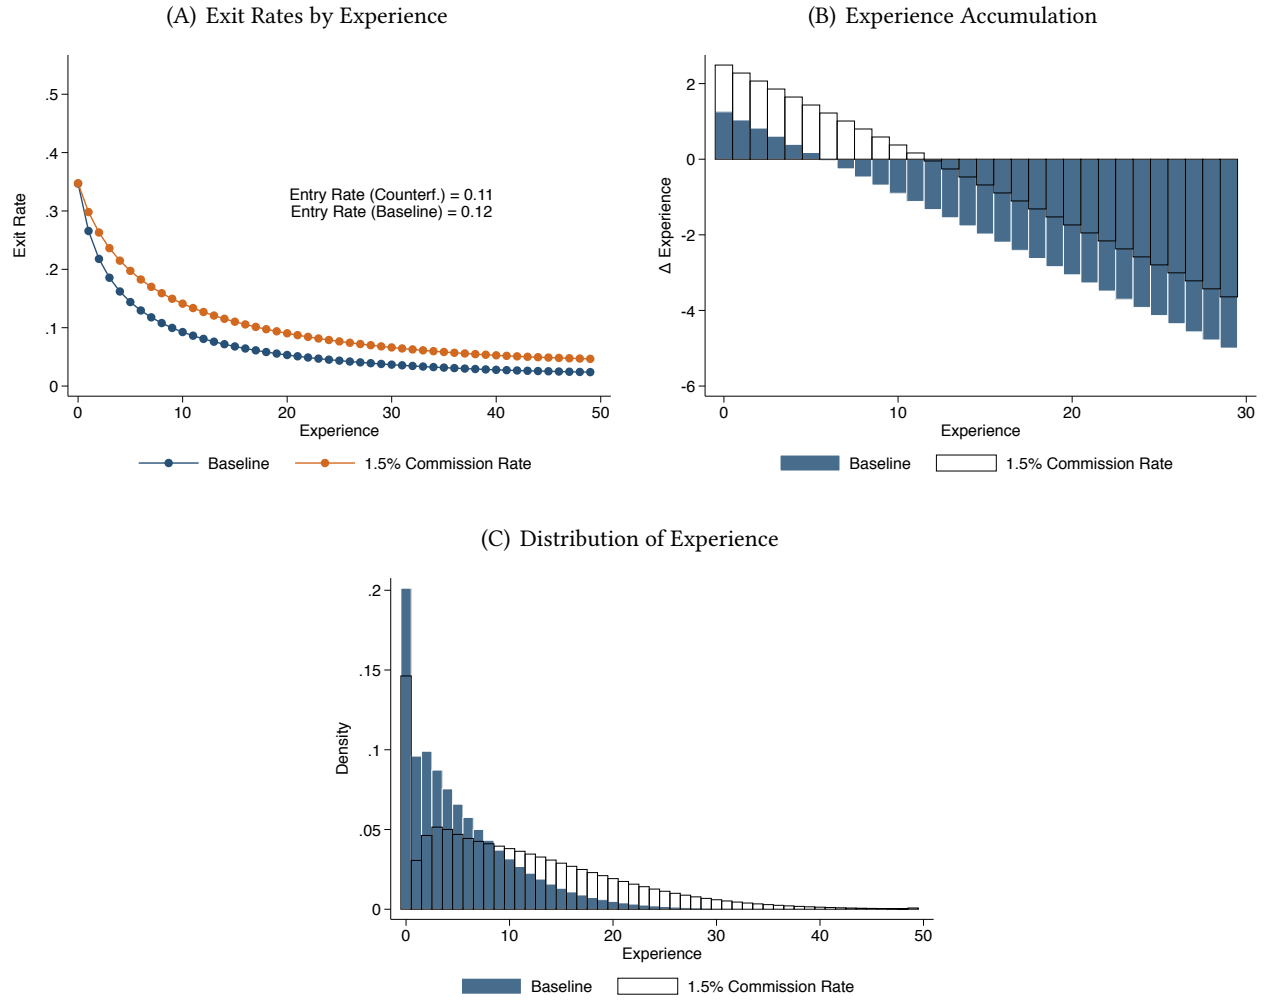 (A) Exit Rates by Experience
.5
.4
.3
.2
.1
0
Exit Rate
Entry Rate (Counterf.) = 0.11
Entry Rate (Baseline) = 0.12
0 10 20 30 40 50
Experience
Baseline 1.5% Commission Rate
(B) Experience Accumulation
2
0
-2
-4
-6
Δ Experience
0 10 20 30
Experience
Baseline 1.5% Commission Rate
(C) Distribution of Experience
.2
.15
.1
.05
0
Density
0 10 20 30 40 50
Experience
Baseline 1.5% Commission Rate